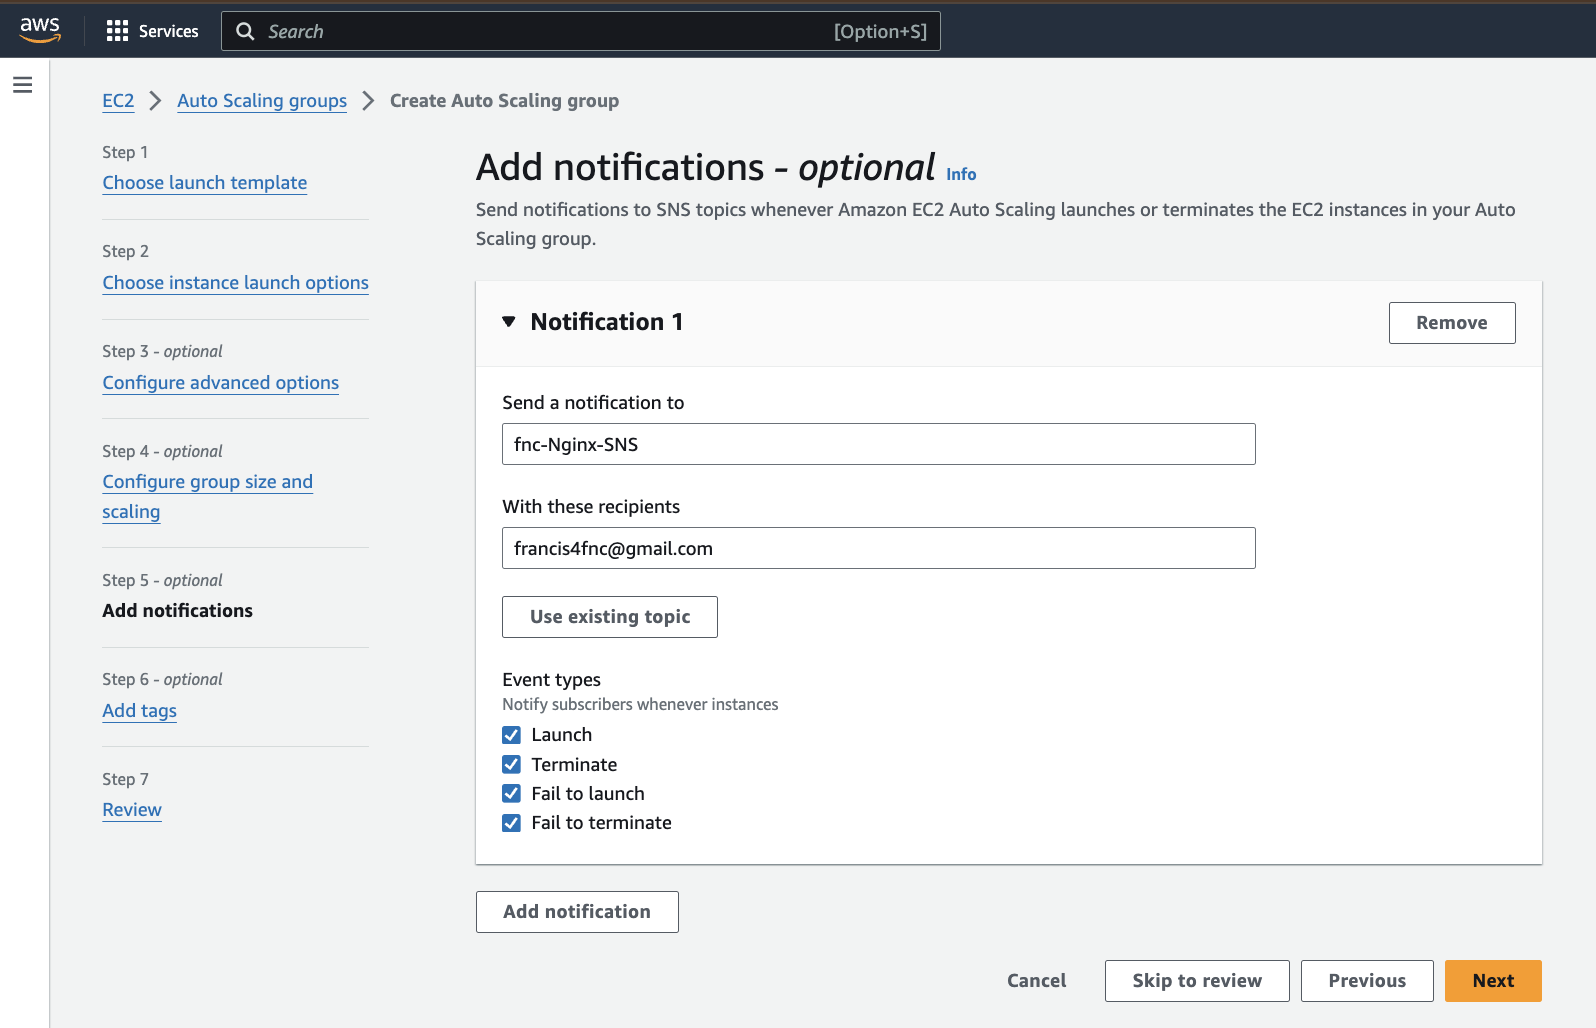 aws
Services
Search
[Option+S]
EC2 > Auto Scaling groups > Create Auto Scaling group
Step 1
Choose launch template
Step 2
Choose instance launch options
Step 3 - optional
Configure advanced options
Step 4 - optional
Configure group size and
scaling
Step 5 - optional
Add notifications
Step 6 - optional
Add tags
Step 7
Review
Add notifications - optional Info
Send notifications to SNS topics whenever Amazon EC2 Auto Scaling launches or terminates the EC2 instances in your Auto
Scaling group.
Notification 1
Remove
Send a notification to
fnc-Nginx-SNS
With these recipients
francis4fnc@gmail.com
Use existing topic
Event types
Notify subscribers whenever instances
Launch
Terminate
Fail to launch
Fail to terminate
Add notification
Cancel
Skip to review
Previous
Next